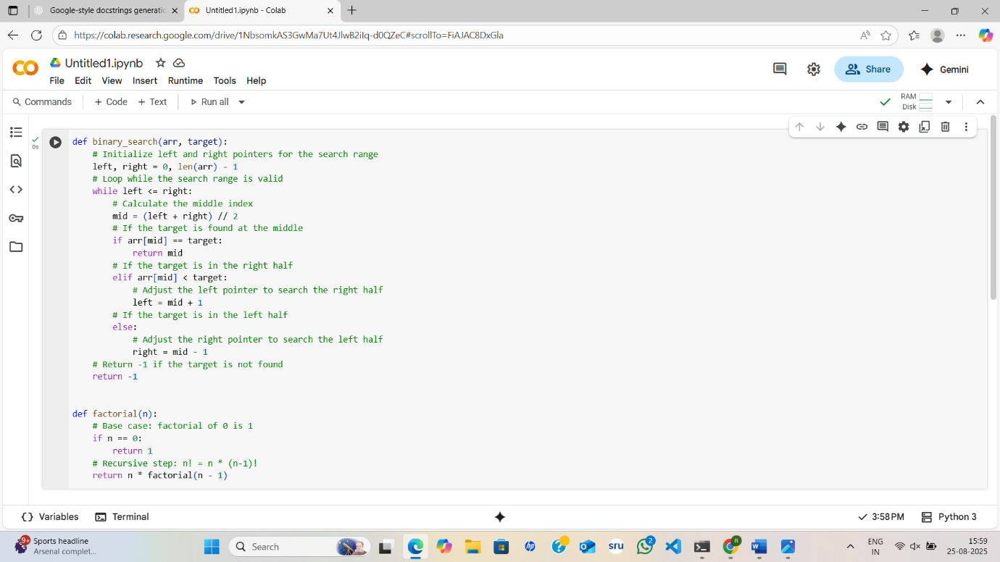 Google-style docstrings generatio
Untitled1.ipynb - Colab
https://colab.research.google.com/drive/1NbsomkAS3GwMa7Ut4JlwB2iIq-d0QZeC#scrollTo=FiAJAC8DxGla
Untitled1.ipynb
File Edit View Insert Runtime Tools Help
Share
Gemini
Commands + Code + Text Run all
RAM
Disk
0s
def binary_search(arr, target):
    # Initialize left and right pointers for the search range
    left, right = 0, len(arr) - 1
    # Loop while the search range is valid
    while left <= right:
        # Calculate the middle index
        mid = (left + right) // 2
        # If the target is found at the middle
        if arr[mid] == target:
            return mid
        # If the target is in the right half
        elif arr[mid] < target:
            # Adjust the left pointer to search the right half
            left = mid + 1
        # If the target is in the left half
        else:
            # Adjust the right pointer to search the left half
            right = mid - 1
    # Return -1 if the target is not found
    return -1
def factorial(n):
    # Base case: factorial of 0 is 1
    if n == 0:
        return 1
    # Recursive step: n! = n * (n-1)!
    return n * factorial(n - 1)
{} Variables Terminal
3:58 PM Python 3
9+
Sports headline
Arsenal complet...
Search
hp
sru
2
R
ENG
IN
15:59
25-08-2025